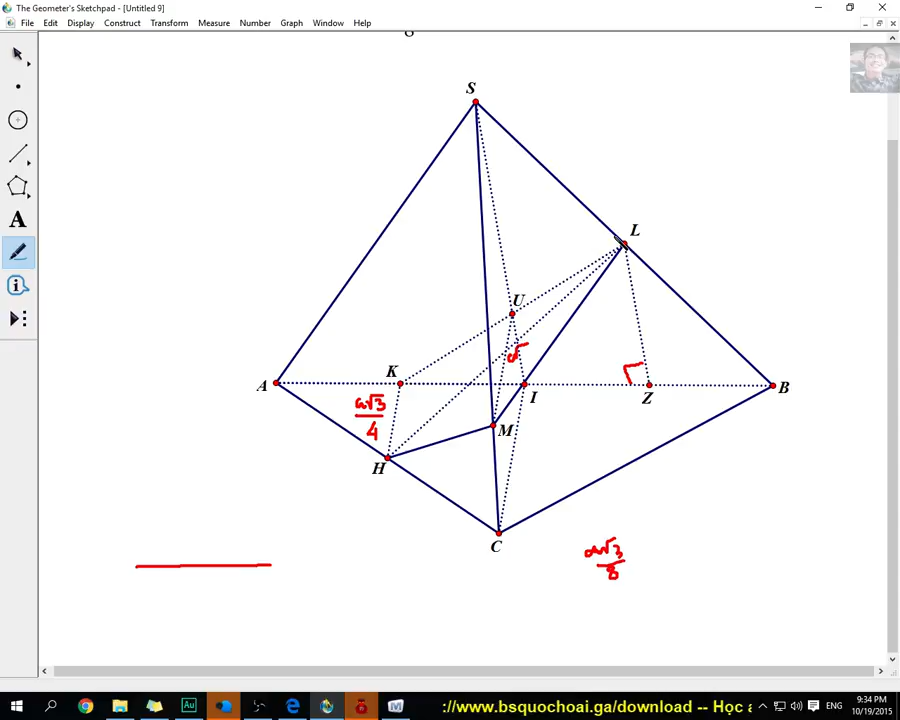 The Geometer's Sketchpad - [Untitled 9]
File Edit Display Construct Transform Measure Number Graph Window Help
S
L
U
K
A
I
Z
B
a√3
4
M
H
C
a√3
8
A
Au
://www.bsquochoai.ga/download -- Học a
ENG
9:34 PM
10/19/2015